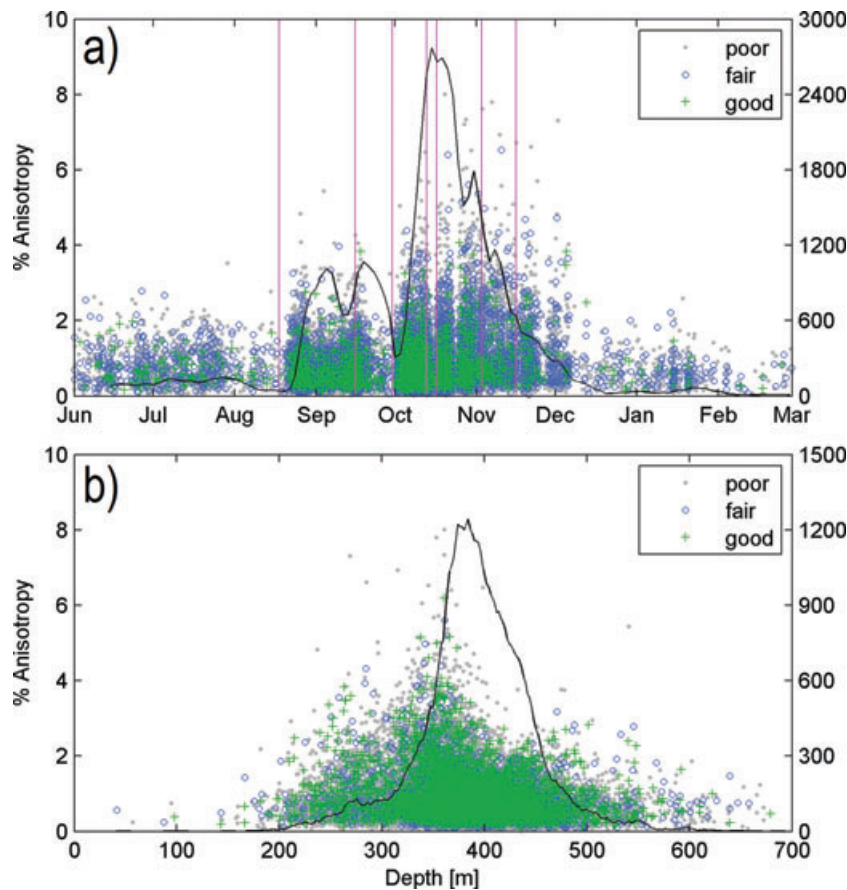 a)
10
8
6
4
2
0
% Anisotropy
3000
2400
1800
1200
600
0
poor
fair
good
Jun Jul Aug Sep Oct Nov Dec Jan Feb Mar
b)
10
8
6
4
2
0
% Anisotropy
1500
1200
900
600
300
0
poor
fair
good
0 100 200 300 400 500 600 700
Depth [m]